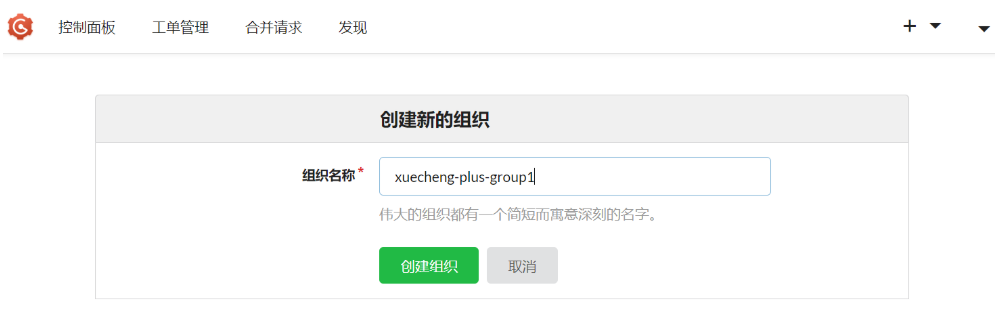 控制面板 工单管理 合并请求 发现
创建新的组织
组织名称* xuecheng-plus-group1
伟大的组织都有一个简短而寓意深刻的名字。
创建组织 取消